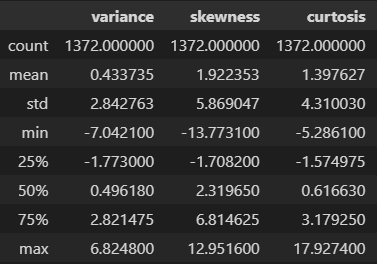 variance skewness curtosis
count 1372.000000 1372.000000 1372.000000
mean 0.433735 1.922353 1.397627
std 2.842763 5.869047 4.310030
min -7.042100 -13.773100 -5.286100
25% -1.773000 -1.708200 -1.574975
50% 0.496180 2.319650 0.616630
75% 2.821475 6.814625 3.179250
max 6.824800 12.951600 17.927400